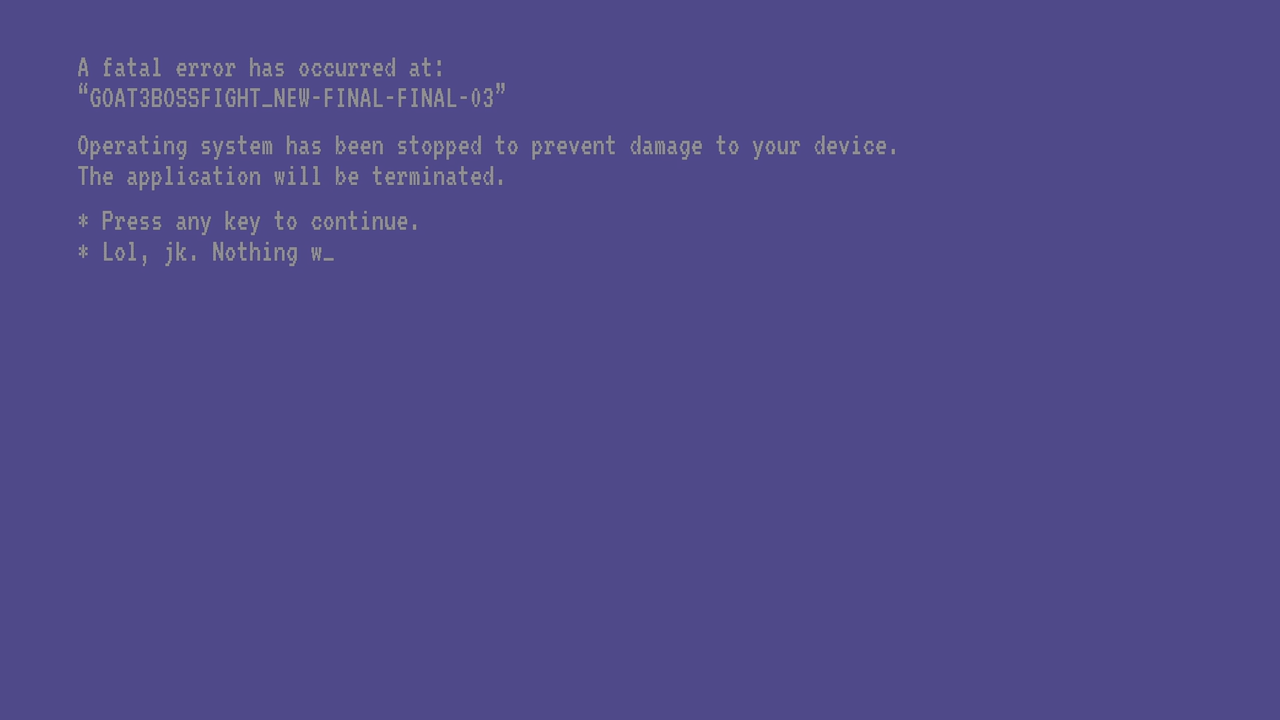 A fatal error has occurred at:
“GOAT3BOSSFIGHT_NEW-FINAL-FINAL-03”
Operating system has been stopped to prevent damage to your device.
The application will be terminated.
* Press any key to continue.
* Lol, jk. Nothing w_